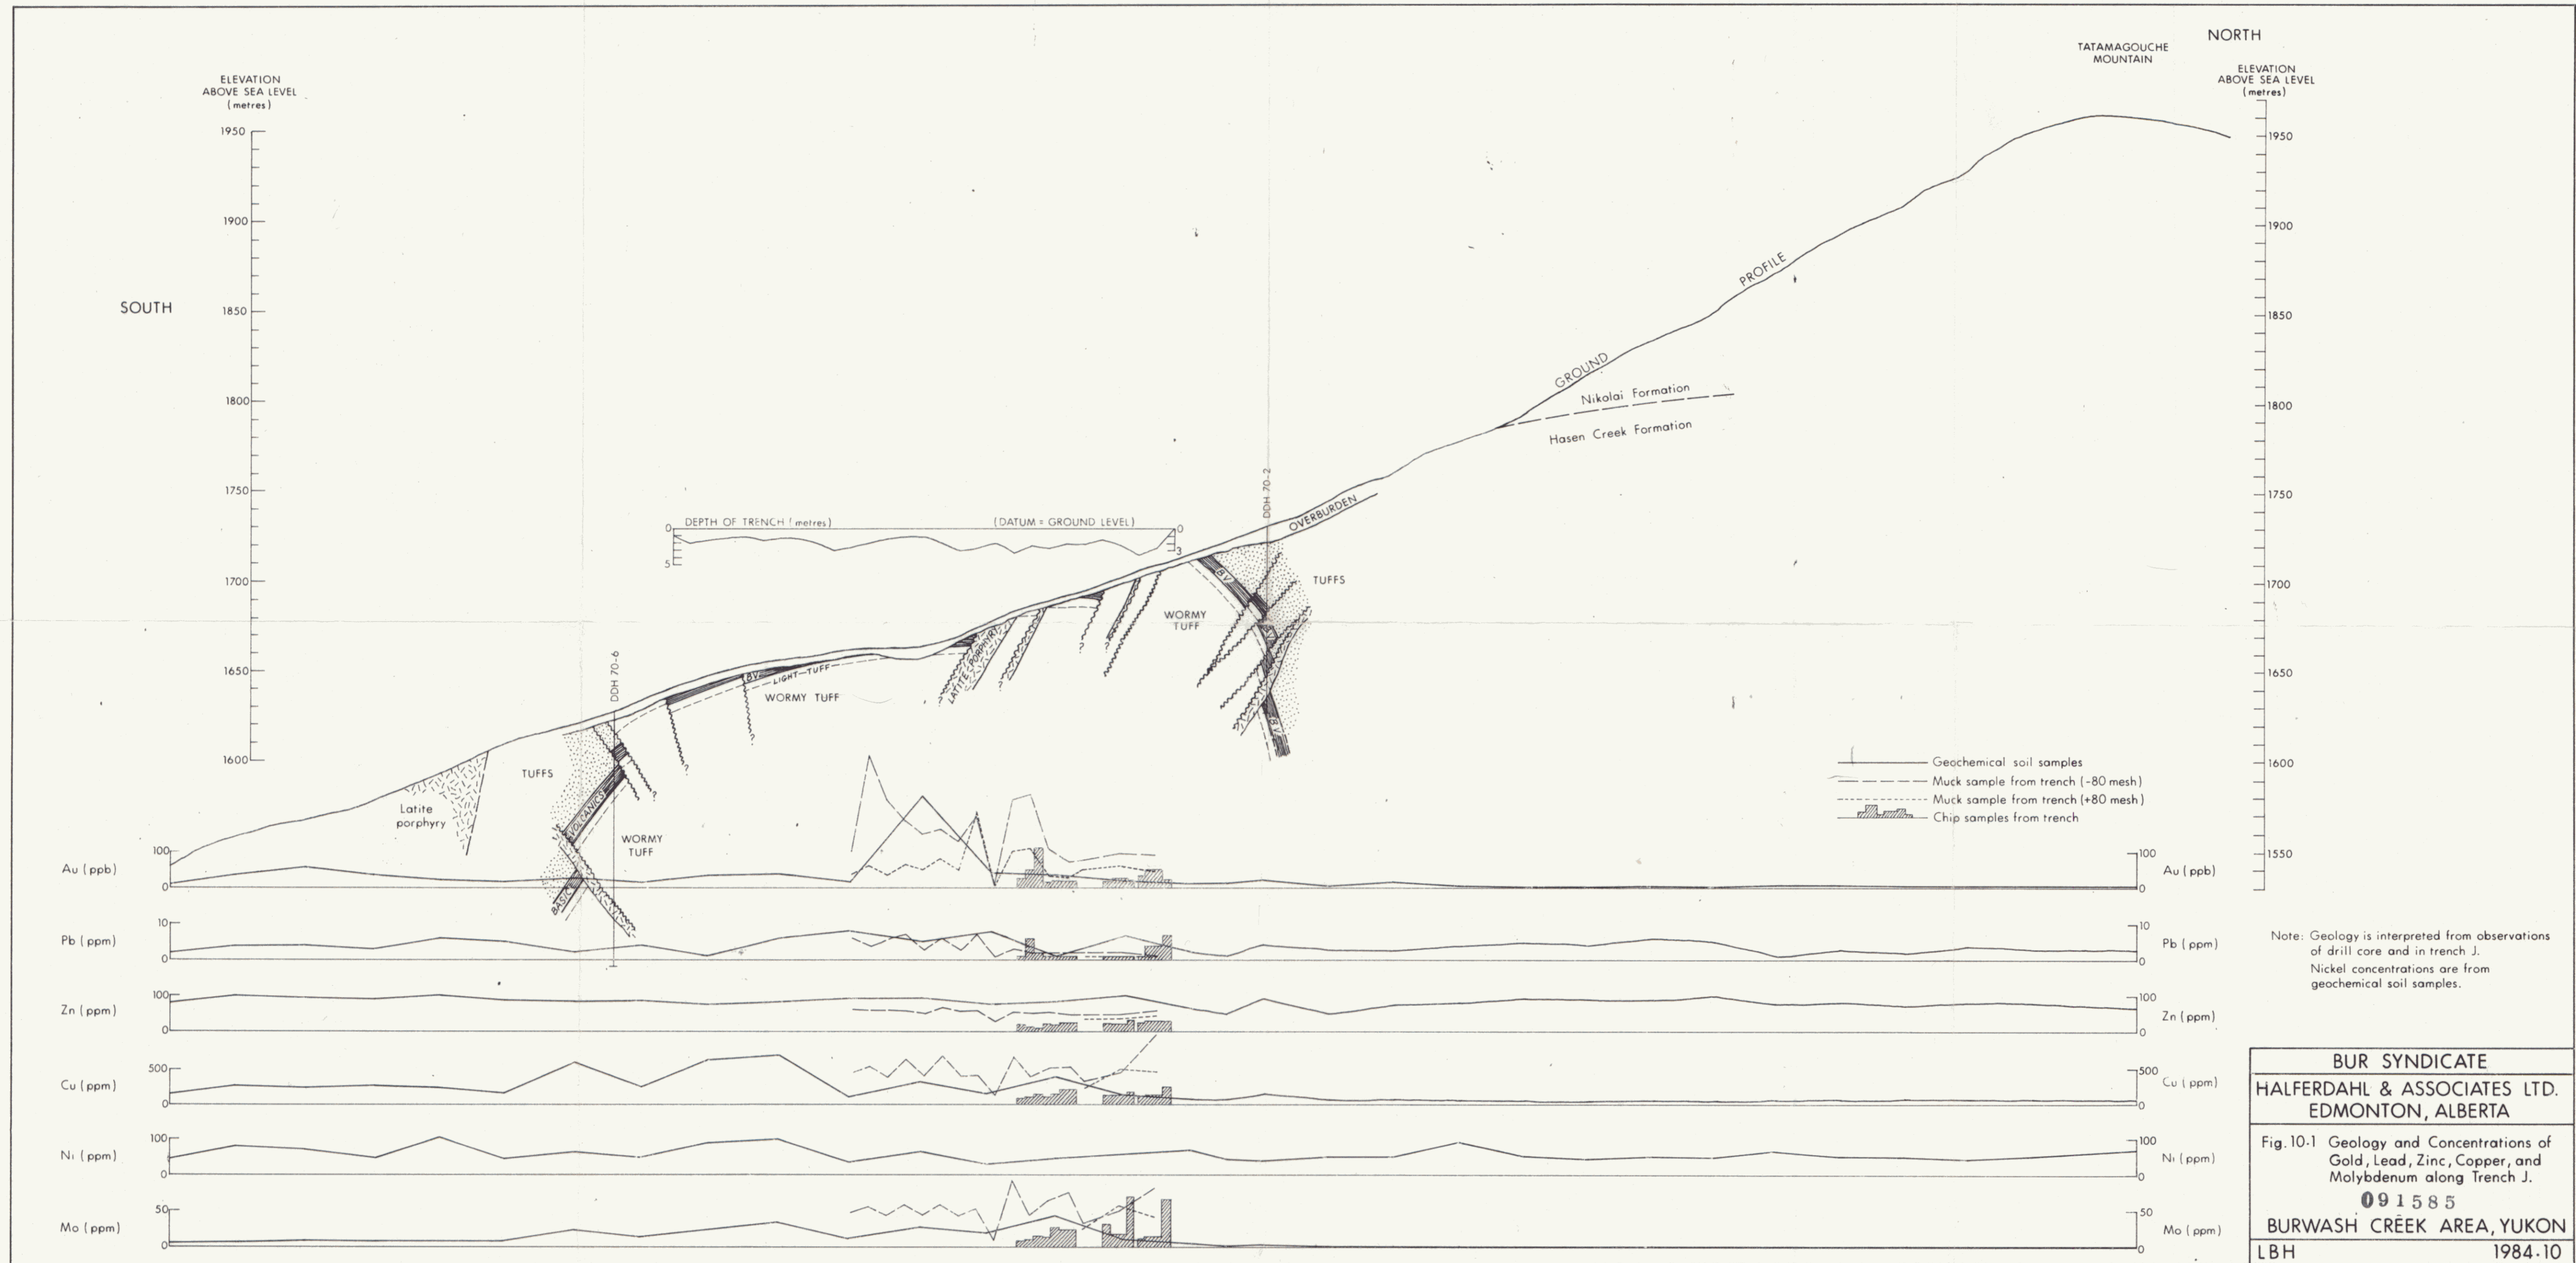 NORTH
TATAMAGOUCHE
MOUNTAIN
ELEVATION
ABOVE SEA LEVEL
(metres)
ELEVATION
ABOVE SEA LEVEL
(metres)
1950
1900
1850
1800
1750
1700
1650
1600
1950
1900
1850
1800
1750
1700
1650
1600
1550
SOUTH
GROUND PROFILE
Nikolai Formation
Hasen Creek Formation
DDH 70-2
OVERBURDEN
0 DEPTH OF TRENCH (metres) (DATUM = GROUND LEVEL) 0
3
5
BV
TUFFS
WORMY
TUFF
?
?
?
?
LATITE PORPHYRY
BV
DDH 70-6
BV LIGHT TUFF
WORMY TUFF
?
?
?
TUFFS
Latite
porphyry
BASIC VOLCANICS
WORMY
TUFF
Geochemical soil samples
Muck sample from trench (-80 mesh)
Muck sample from trench (+80 mesh)
Chip samples from trench
Au (ppb) 100 0 100 0 Au (ppb)
Pb (ppm) 10 0 10 0 Pb (ppm)
Zn (ppm) 100 0 100 0 Zn (ppm)
Cu (ppm) 500 0 500 0 Cu (ppm)
Ni (ppm) 100 0 100 0 Ni (ppm)
Mo (ppm) 50 0 50 0 Mo (ppm)
Note: Geology is interpreted from observations
of drill core and in trench J.
Nickel concentrations are from
geochemical soil samples.
BUR SYNDICATE
HALFERDAHL & ASSOCIATES LTD.
EDMONTON, ALBERTA
Fig. 10-1 Geology and Concentrations of
Gold, Lead, Zinc, Copper, and
Molybdenum along Trench J.
091585
BURWASH CREEK AREA, YUKON
LBH 1984-10